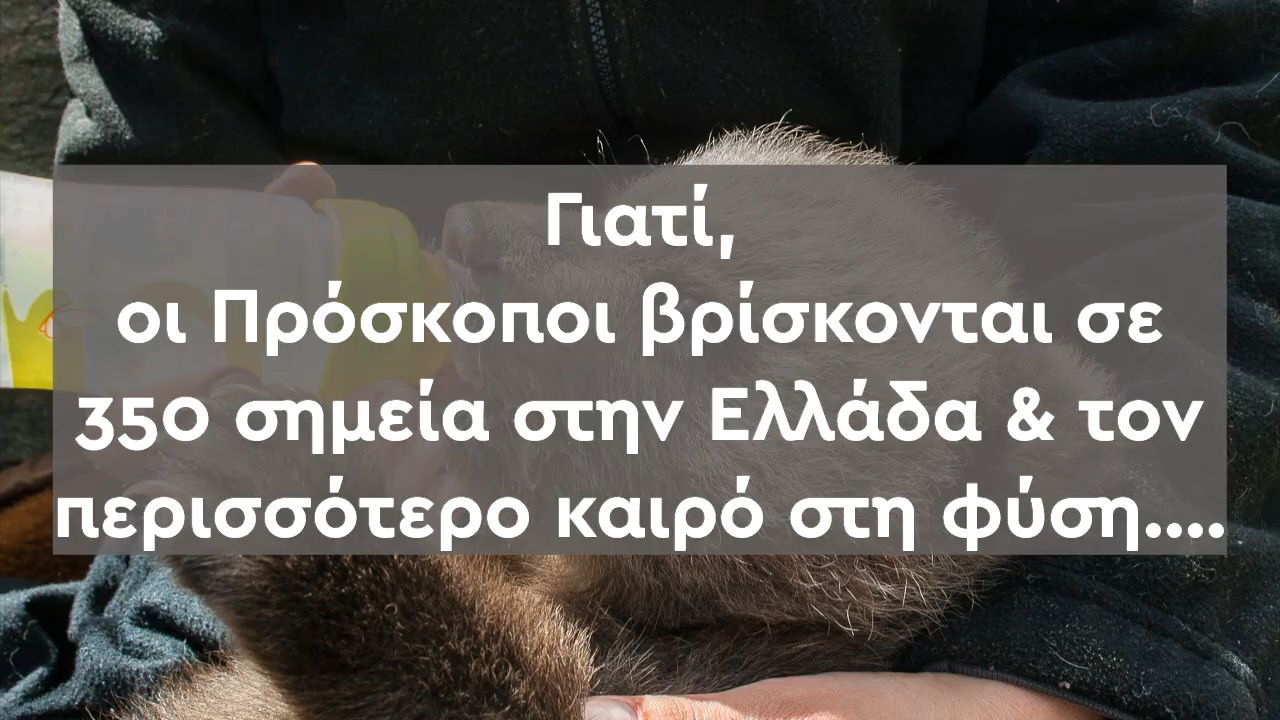 Γιατί,
οι Πρόσκοποι βρίσκονται σε
350 σημεία στην Ελλάδα & τον
περισσότερο καιρό στη φύση....